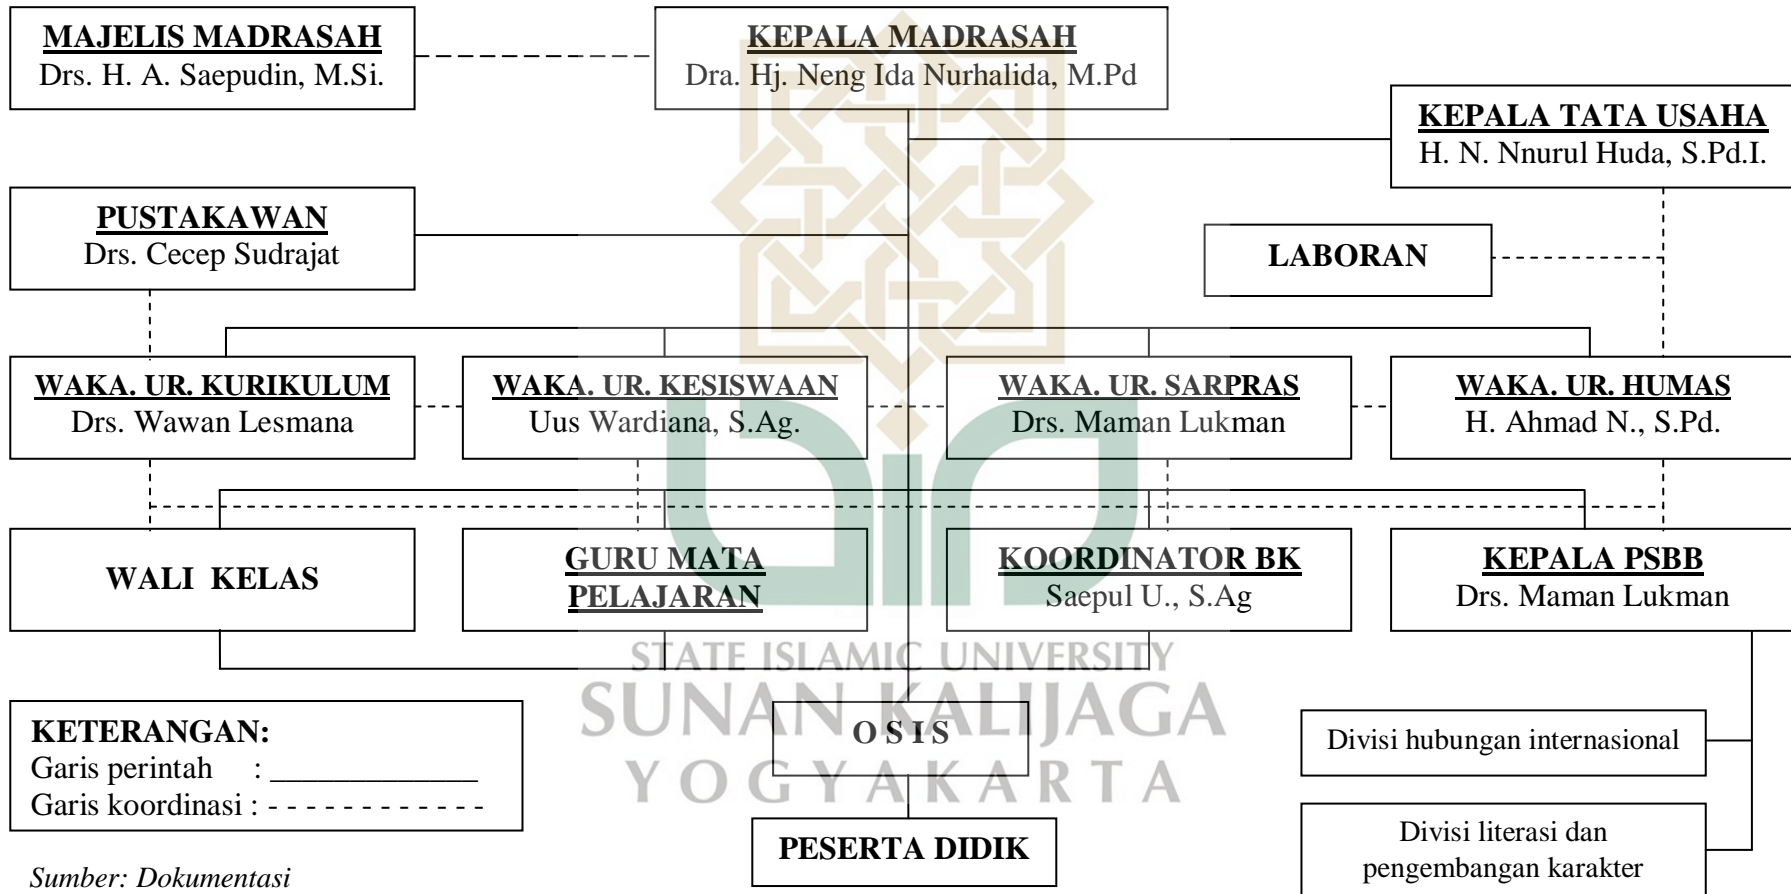 MAJELIS MADRASAH
Drs. H. A. Saepudin, M.Si.
KEPALA MADRASAH
Dra. Hj. Neng Ida Nurhalida, M.Pd
KEPALA TATA USAHA
H. N. Nnurul Huda, S.Pd.I.
PUSTAKAWAN
Drs. Cecep Sudrajat
LABORAN
WAKA. UR. KURIKULUM
Drs. Wawan Lesmana
WAKA. UR. KESISWAAN
Uus Wardiana, S.Ag.
WAKA. UR. SARPRAS
Drs. Maman Lukman
WAKA. UR. HUMAS
H. Ahmad N., S.Pd.
WALI KELAS
GURU MATA
PELAJARAN
KOORDINATOR BK
Saepul U., S.Ag
KEPALA PSBB
Drs. Maman Lukman
STATE ISLAMIC UNIVERSITY
SUNAN KALIJAGA
YOGYAKARTA
KETERANGAN:
Garis perintah : _____________
Garis koordinasi : - - - - - - - - - - - -
O S I S
Divisi hubungan internasional
PESERTA DIDIK
Divisi literasi dan
pengembangan karakter
Sumber: Dokumentasi